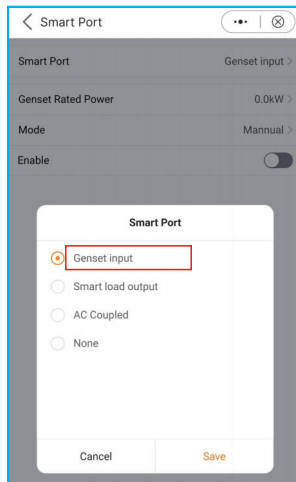 Smart Port
Smart Port Genset input >
Genset Rated Power 0.0kW >
Mode Mannual >
Enable
Smart Port
Genset input
Smart load output
AC Coupled
None
Cancel Save